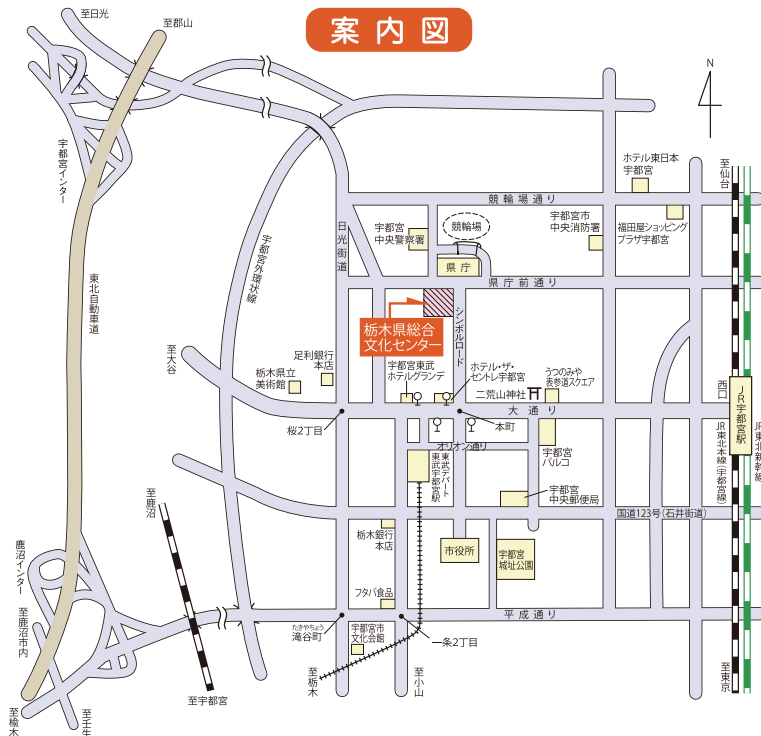 案内図
至日光
至郡山
N
宇都宮インター
ホテル東日本
宇都宮
至仙台
競輪場通り
日光街道
宇都宮
中央警察署
競輪場
宇都宮市
中央消防署
福田屋ショッピング
プラザ宇都宮
宇都宮外環状線
県庁
県庁前通り
東北自動車道
栃木県総合
文化センター
シンボルロード
至大谷
足利銀行
本店
栃木県立
美術館
宇都宮東武
ホテルグランデ
ホテル・ザ・
セントレ宇都宮
二荒山神社
うつのみや
表参道スクエア
西口
JR宇都宮駅
大通り
桜2丁目
本町
オリオン通り
宇都宮
パルコ
JR東北本線(宇都宮線)
JR東北新幹線
東武デパート
東武宇都宮駅
至鹿沼
宇都宮
中央郵便局
国道123号(石井街道)
栃木銀行
本店
市役所
宇都宮
城址公園
鹿沼インター
フタバ食品
至鹿沼市内
平成通り
たきやちょう
滝谷町
宇都宮市
文化会館
一条2丁目
至栃木
至小山
至東京
至宇都宮
至楡木
至壬生